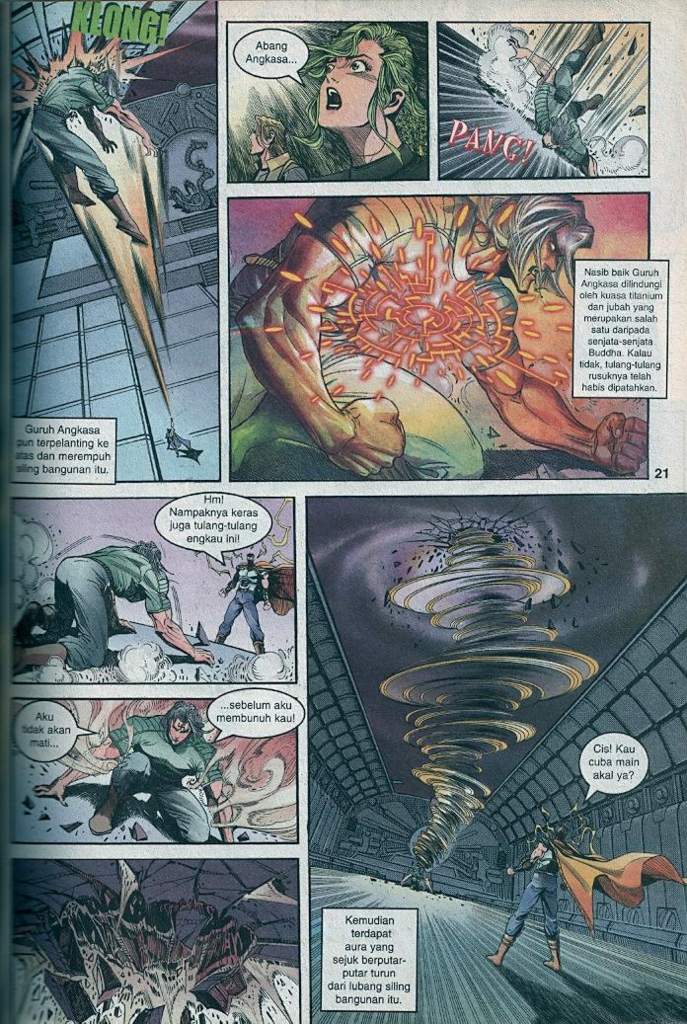 KLONG!
Abang
Angkasa...
PANG!
Guruh Angkasa
pun terpelanting ke
atas dan merempuh
siling bangunan itu.
Nasib baik Guruh
Angkasa dilindungi
oleh kuasa titanium
dan jubah yang
merupakan salah
satu daripada
senjata-senjata
Buddha. Kalau
tidak, tulang-tulang
rusuknya telah
habis dipatahkan.
21
Hm!
Nampaknya keras
juga tulang-tulang
engkau ini!
Aku
tidak akan
mati...
...sebelum aku
membunuh kau!
Cis! Kau
cuba main
akal ya?
Kemudian
terdapat
aura yang
sejuk berputar-
putar turun
dari lubang siling
bangunan itu.